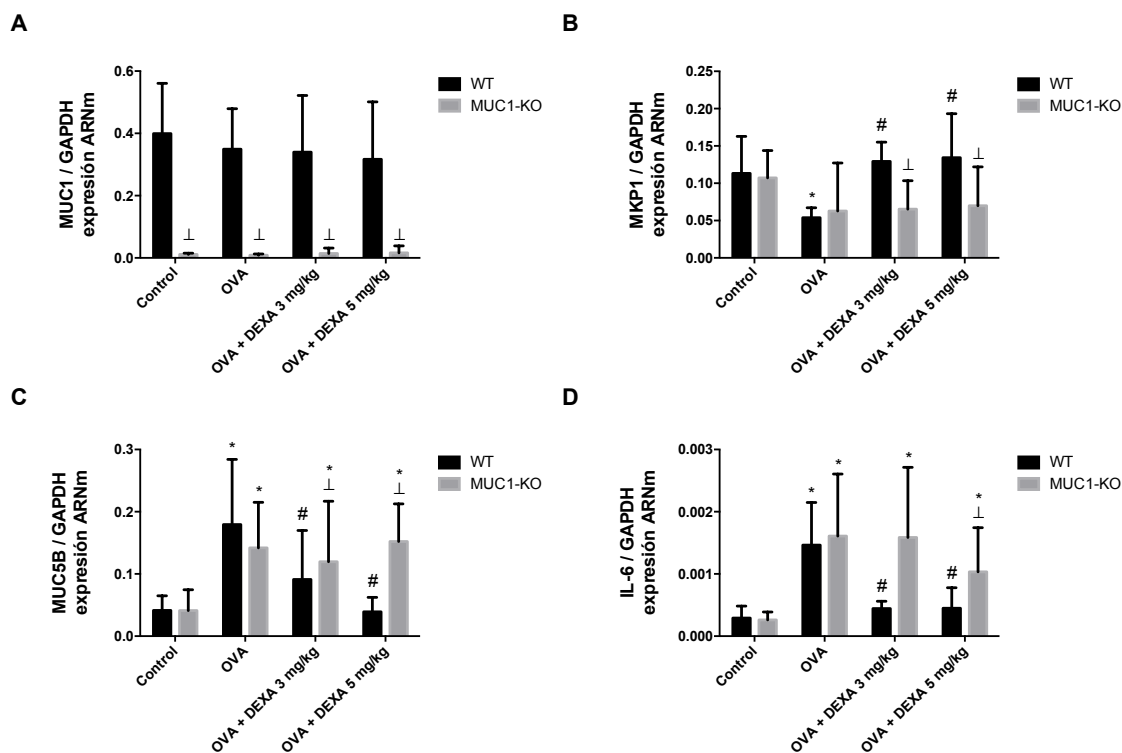 A
MUC1 / GAPDH
expresión ARNm
0.6
0.4
0.2
0.0
⊥
⊥
⊥
⊥
Control
OVA
OVA + DEXA 3 mg/kg
OVA + DEXA 5 mg/kg
WT
MUC1-KO
B
MKP1 / GAPDH
expresión ARNm
0.25
0.20
0.15
0.10
0.05
0.00
*
#
⊥
#
⊥
Control
OVA
OVA + DEXA 3 mg/kg
OVA + DEXA 5 mg/kg
WT
MUC1-KO
C
MUC5B / GAPDH
expresión ARNm
0.3
0.2
0.1
0.0
*
*
#
*
⊥
#
*
⊥
Control
OVA
OVA + DEXA 3 mg/kg
OVA + DEXA 5 mg/kg
WT
MUC1-KO
D
IL-6 / GAPDH
expresión ARNm
0.003
0.002
0.001
0.000
*
*
#
*
#
*
⊥
Control
OVA
OVA + DEXA 3 mg/kg
OVA + DEXA 5 mg/kg
WT
MUC1-KO